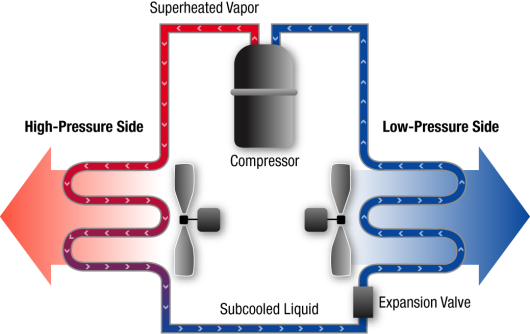 Superheated Vapor
High-Pressure Side
Low-Pressure Side
Compressor
Subcooled Liquid
Expansion Valve